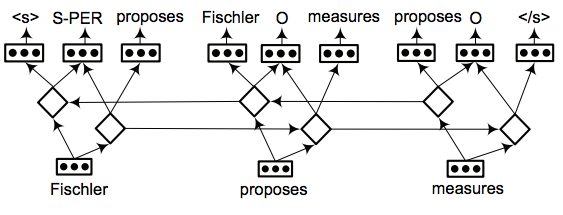 <s> S-PER proposes Fischler O measures proposes O </s>
Fischler proposes measures